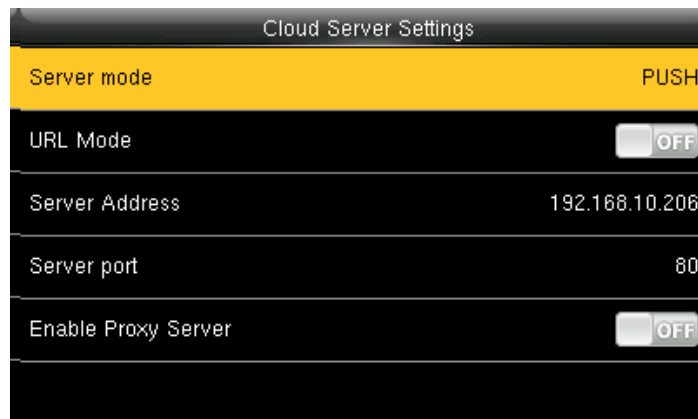 Cloud Server Settings
Server mode PUSH
URL Mode OFF
Server Address 192.168.10.206
Server port 80
Enable Proxy Server OFF